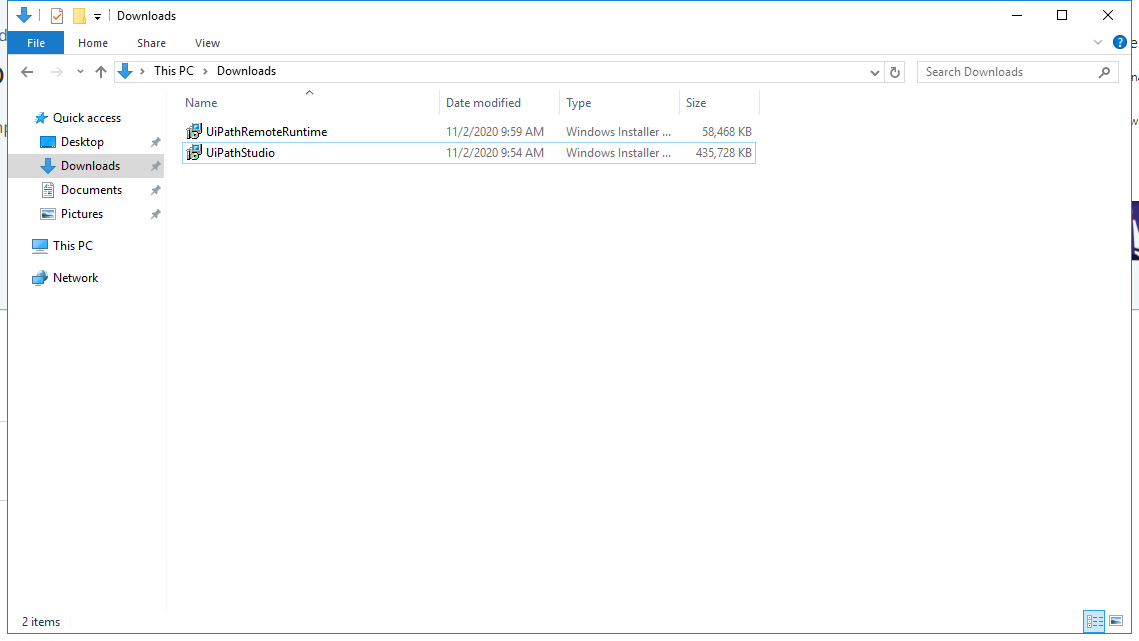 Downloads
File Home Share View
This PC Downloads Search Downloads
Name Date modified Type Size
Quick access
UiPathRemoteRuntime 11/2/2020 9:59 AM Windows Installer ... 58,468 KB
Desktop
UiPathStudio 11/2/2020 9:54 AM Windows Installer ... 435,728 KB
Downloads
Documents
Pictures
This PC
Network
2 items